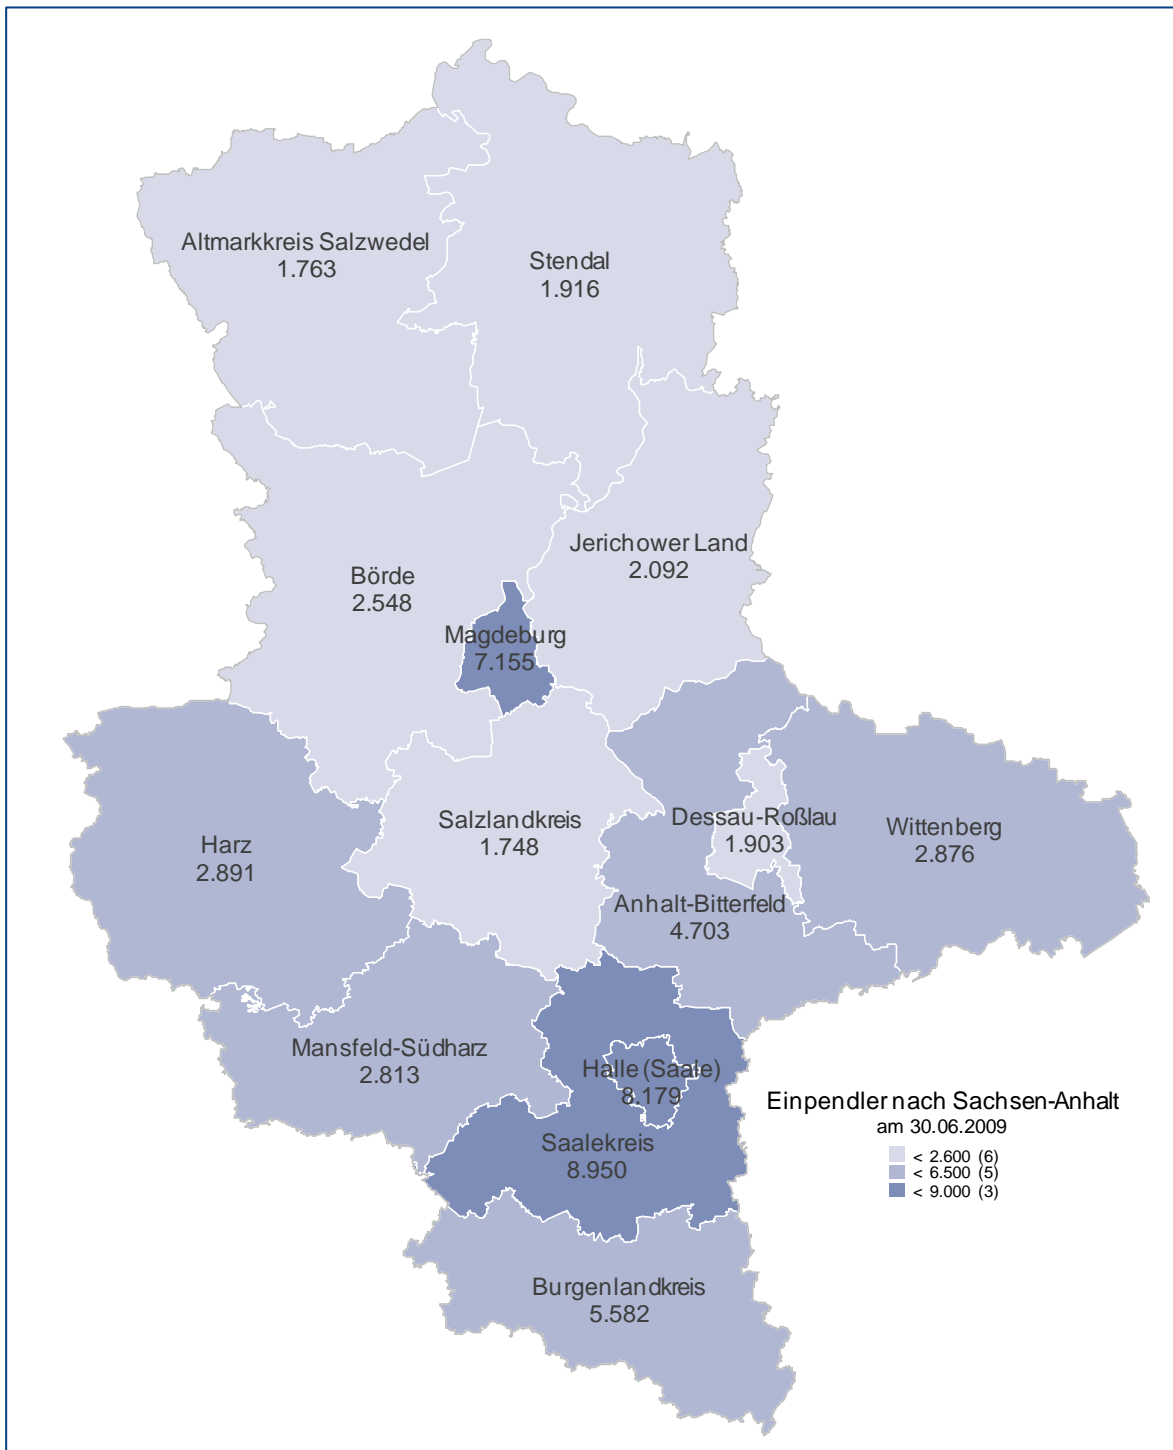 Altmarkkreis Salzwedel
1.763
Stendal
1.916
Jerichower Land
2.092
Börde
2.548
Magdeburg
7.155
Salzlandkreis
1.748
Dessau-Roßlau
1.903
Wittenberg
2.876
Harz
2.891
Anhalt-Bitterfeld
4.703
Mansfeld-Südharz
2.813
Halle (Saale)
8.179
Saalekreis
8.950
Burgenlandkreis
5.582
Einpendler nach Sachsen-Anhalt
am 30.06.2009
< 2.600 (6)
< 6.500 (5)
< 9.000 (3)